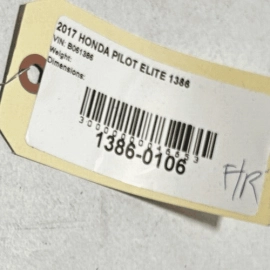 2017 HONDA PILOT ELITE 1386
VIN: B061386
Weight:
Dimensions:
1386-0106
F/R